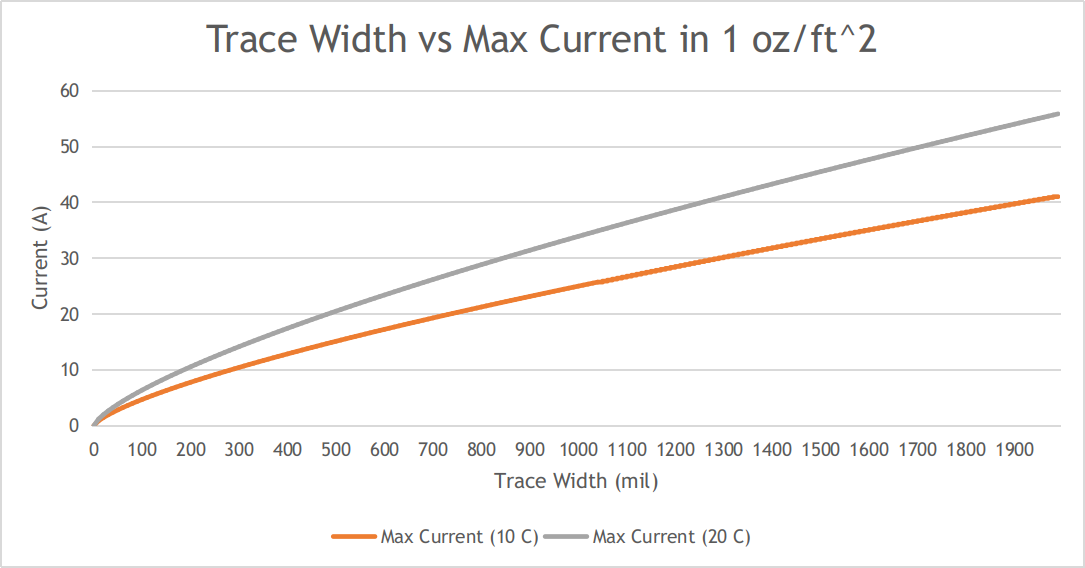 Trace Width vs Max Current in 1 oz/ft^2
60
50
40
30
20
10
0
Current (A)
0 100 200 300 400 500 600 700 800 900 1000 1100 1200 1300 1400 1500 1600 1700 1800 1900
Trace Width (mil)
Max Current (10 C) Max Current (20 C)